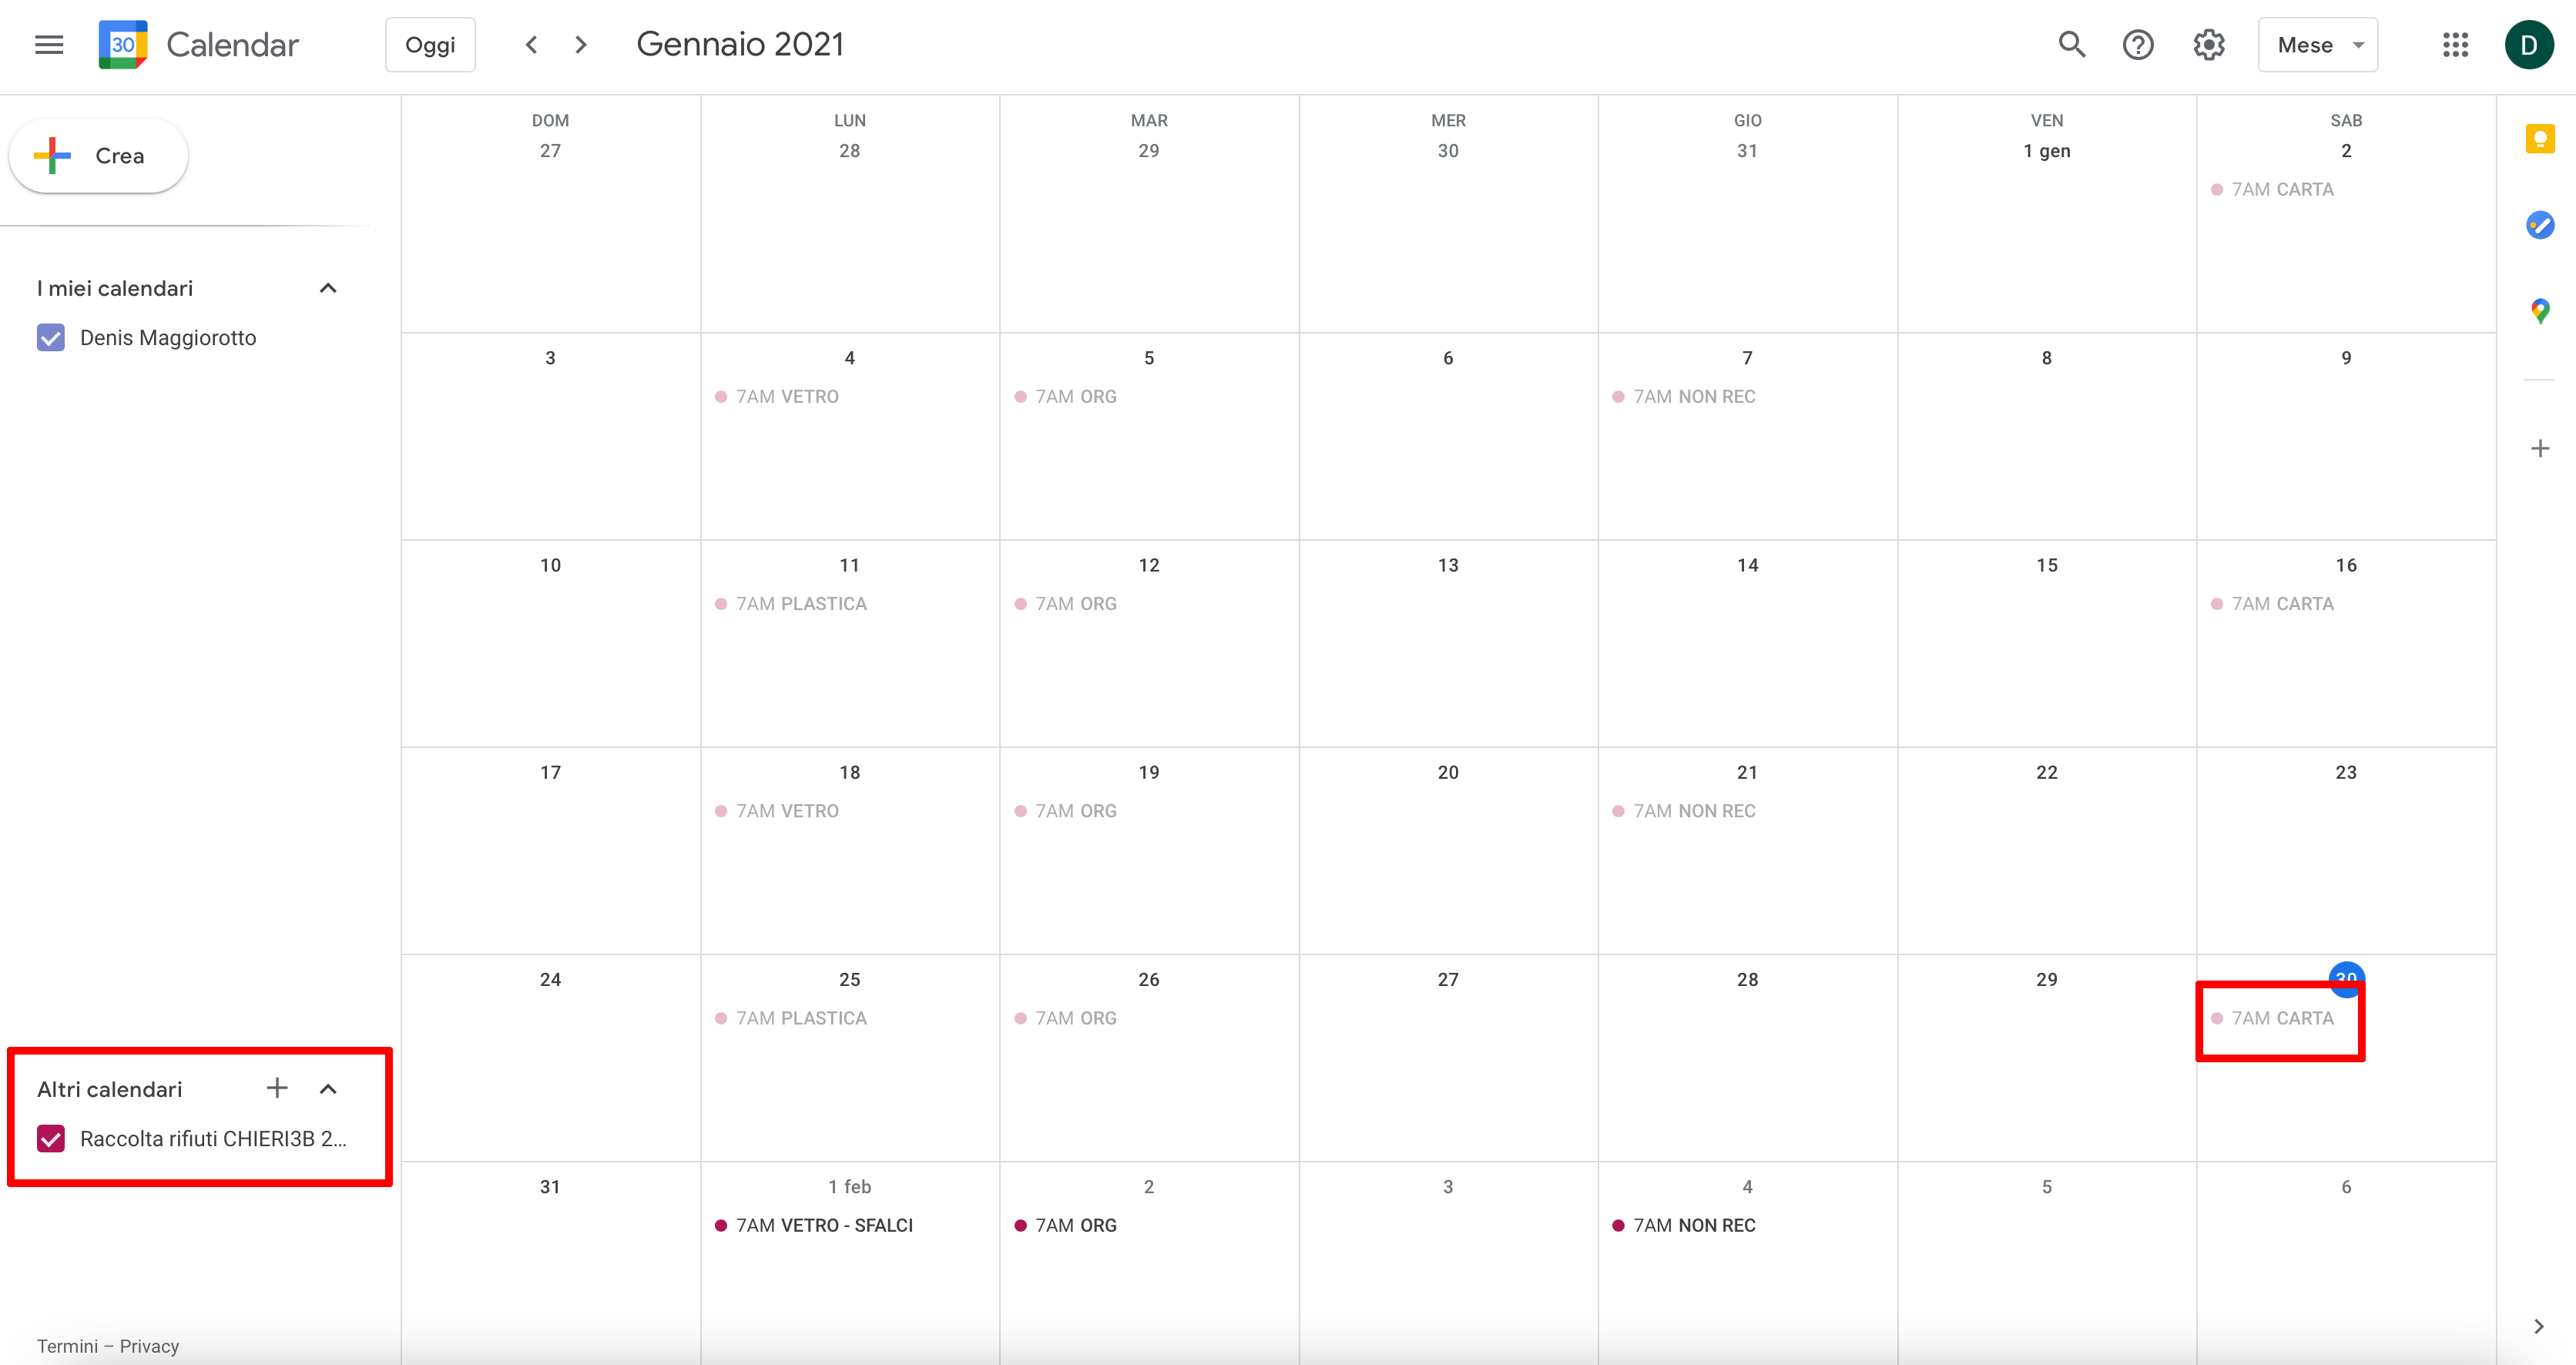 30 Calendar Oggi Gennaio 2021 Mese D
Crea
I miei calendari
Denis Maggiorotto
Altri calendari
Raccolta rifiuti CHIERI3B 2...
Termini – Privacy
DOM LUN MAR MER GIO VEN SAB
27 28 29 30 31 1 gen 2
7AM CARTA
3 4 5 6 7 8 9
7AM VETRO 7AM ORG 7AM NON REC
10 11 12 13 14 15 16
7AM PLASTICA 7AM ORG 7AM CARTA
17 18 19 20 21 22 23
7AM VETRO 7AM ORG 7AM NON REC
24 25 26 27 28 29 30
7AM PLASTICA 7AM ORG 7AM CARTA
31 1 feb 2 3 4 5 6
7AM VETRO - SFALCI 7AM ORG 7AM NON REC